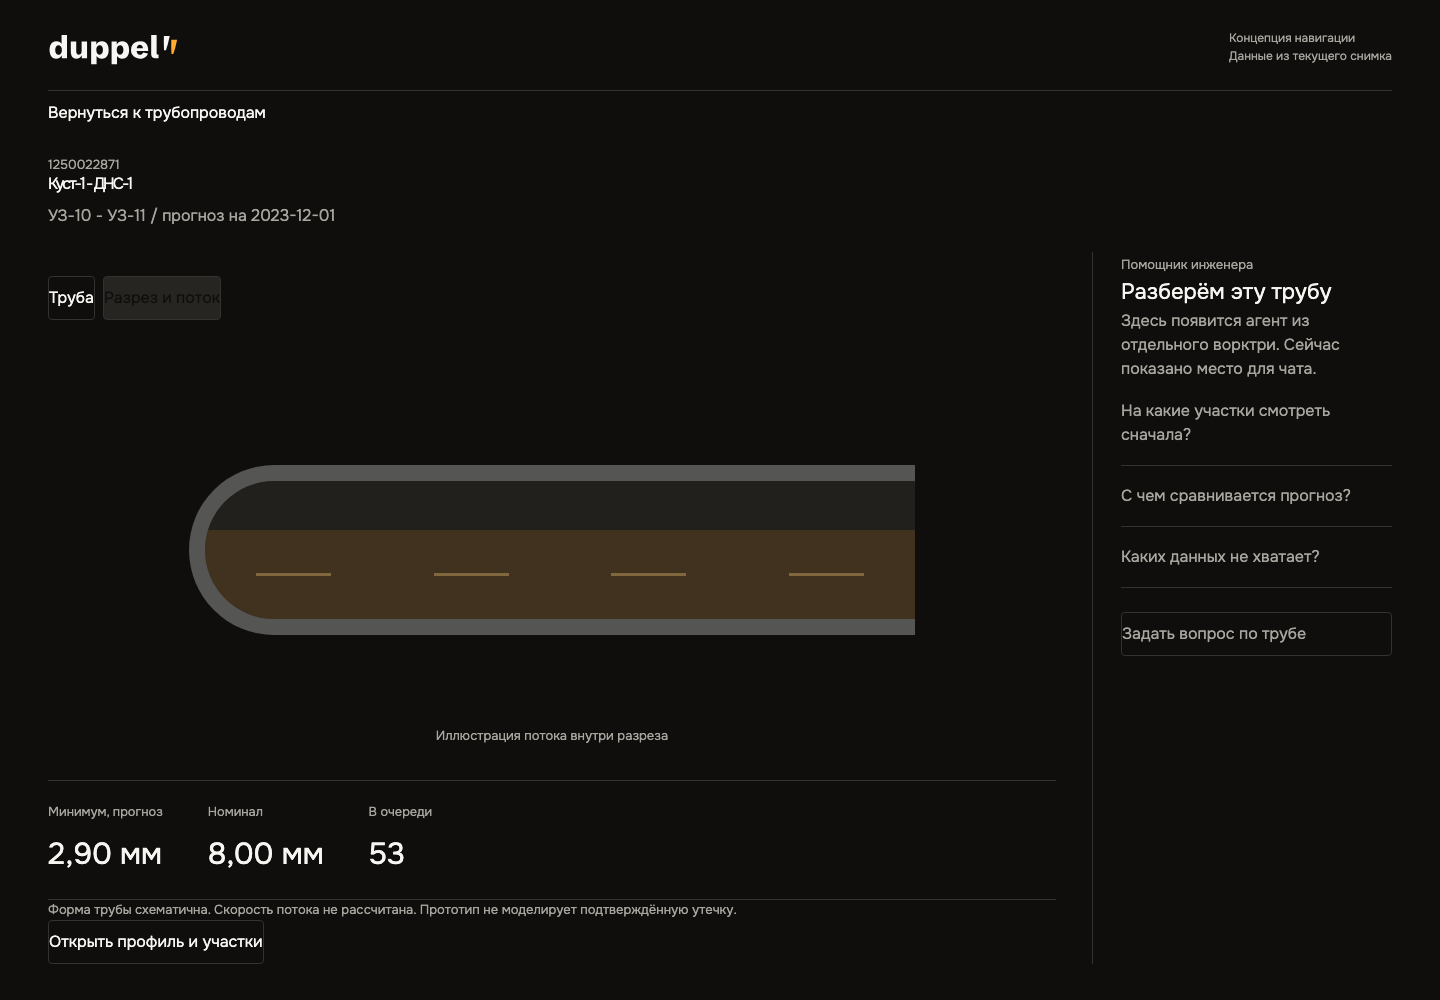 duppel
Концепция навигации
Данные из текущего снимка
Вернуться к трубопроводам
1250022871
Куст-1 - ДНС-1
УЗ-10 - УЗ-11 / прогноз на 2023-12-01
Труба
Разрез и поток
Иллюстрация потока внутри разреза
Минимум, прогноз
Номинал
В очереди
2,90 мм
8,00 мм
53
Форма трубы схематична. Скорость потока не рассчитана. Прототип не моделирует подтверждённую утечку.
Открыть профиль и участки
Помощник инженера
Разберём эту трубу
Здесь появится агент из
отдельного ворктри. Сейчас
показано место для чата.
На какие участки смотреть
сначала?
С чем сравнивается прогноз?
Каких данных не хватает?
Задать вопрос по трубе